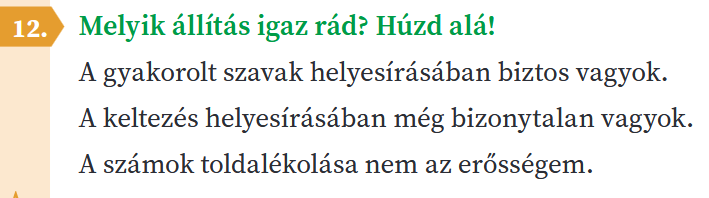 12. Melyik állítás igaz rád? Húzd alá!
A gyakorolt szavak helyesírásában biztos vagyok.
A keltezés helyesírásában még bizonytalan vagyok.
A számok toldalékolása nem az erősségem.